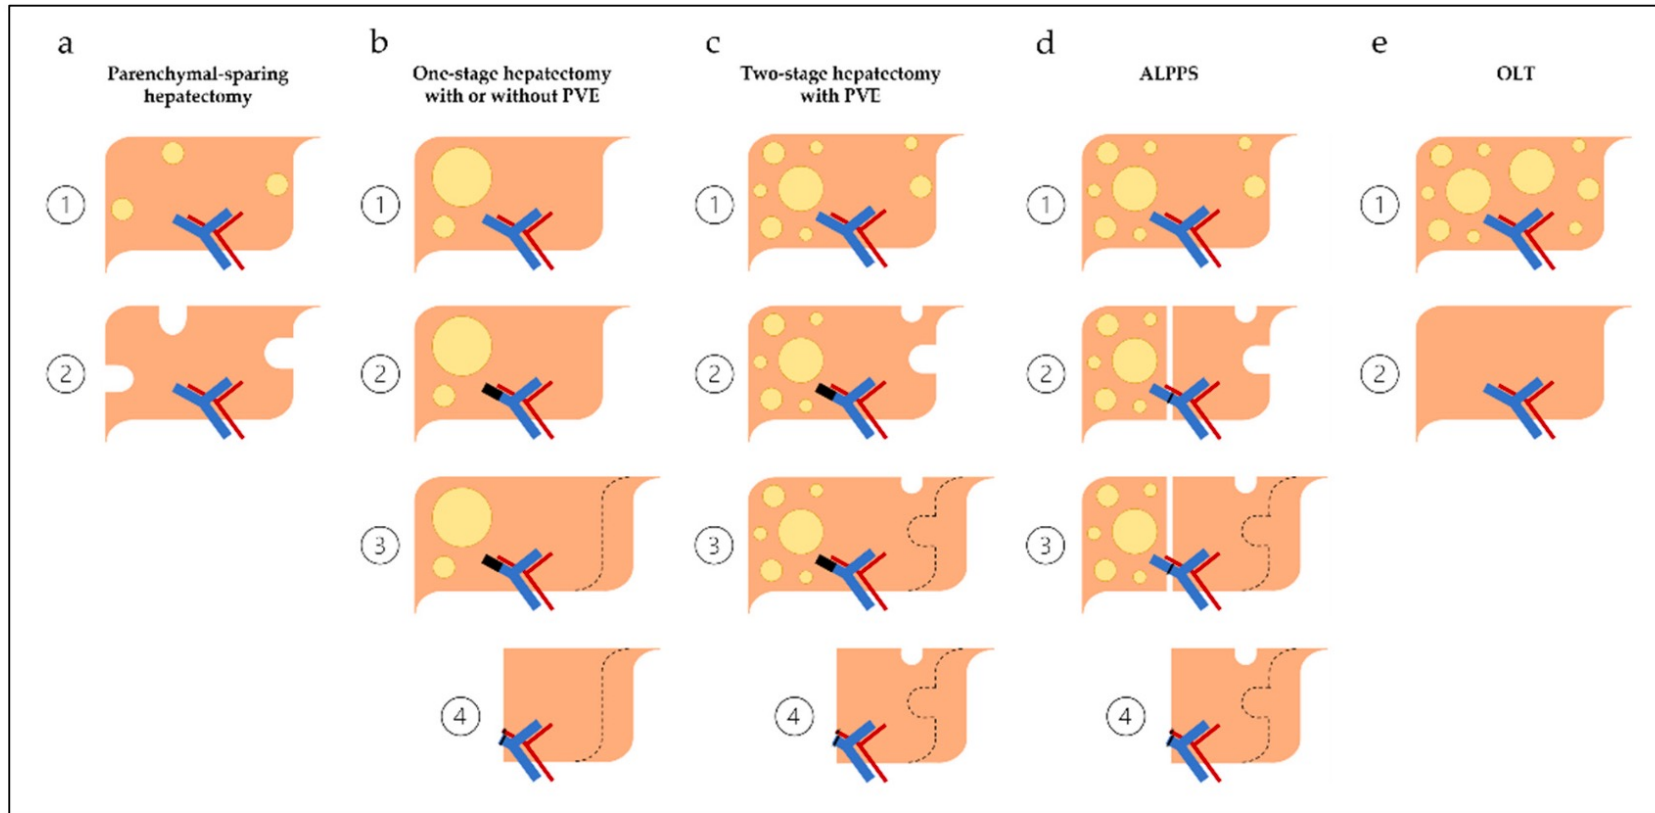 a
Parenchymal-sparing
hepatectomy
b
One-stage hepatectomy
with or without PVE
c
Two-stage hepatectomy
with PVE
d
ALPPS
e
OLT
1
1
1
1
1
2
2
2
2
2
3
3
3
4
4
4